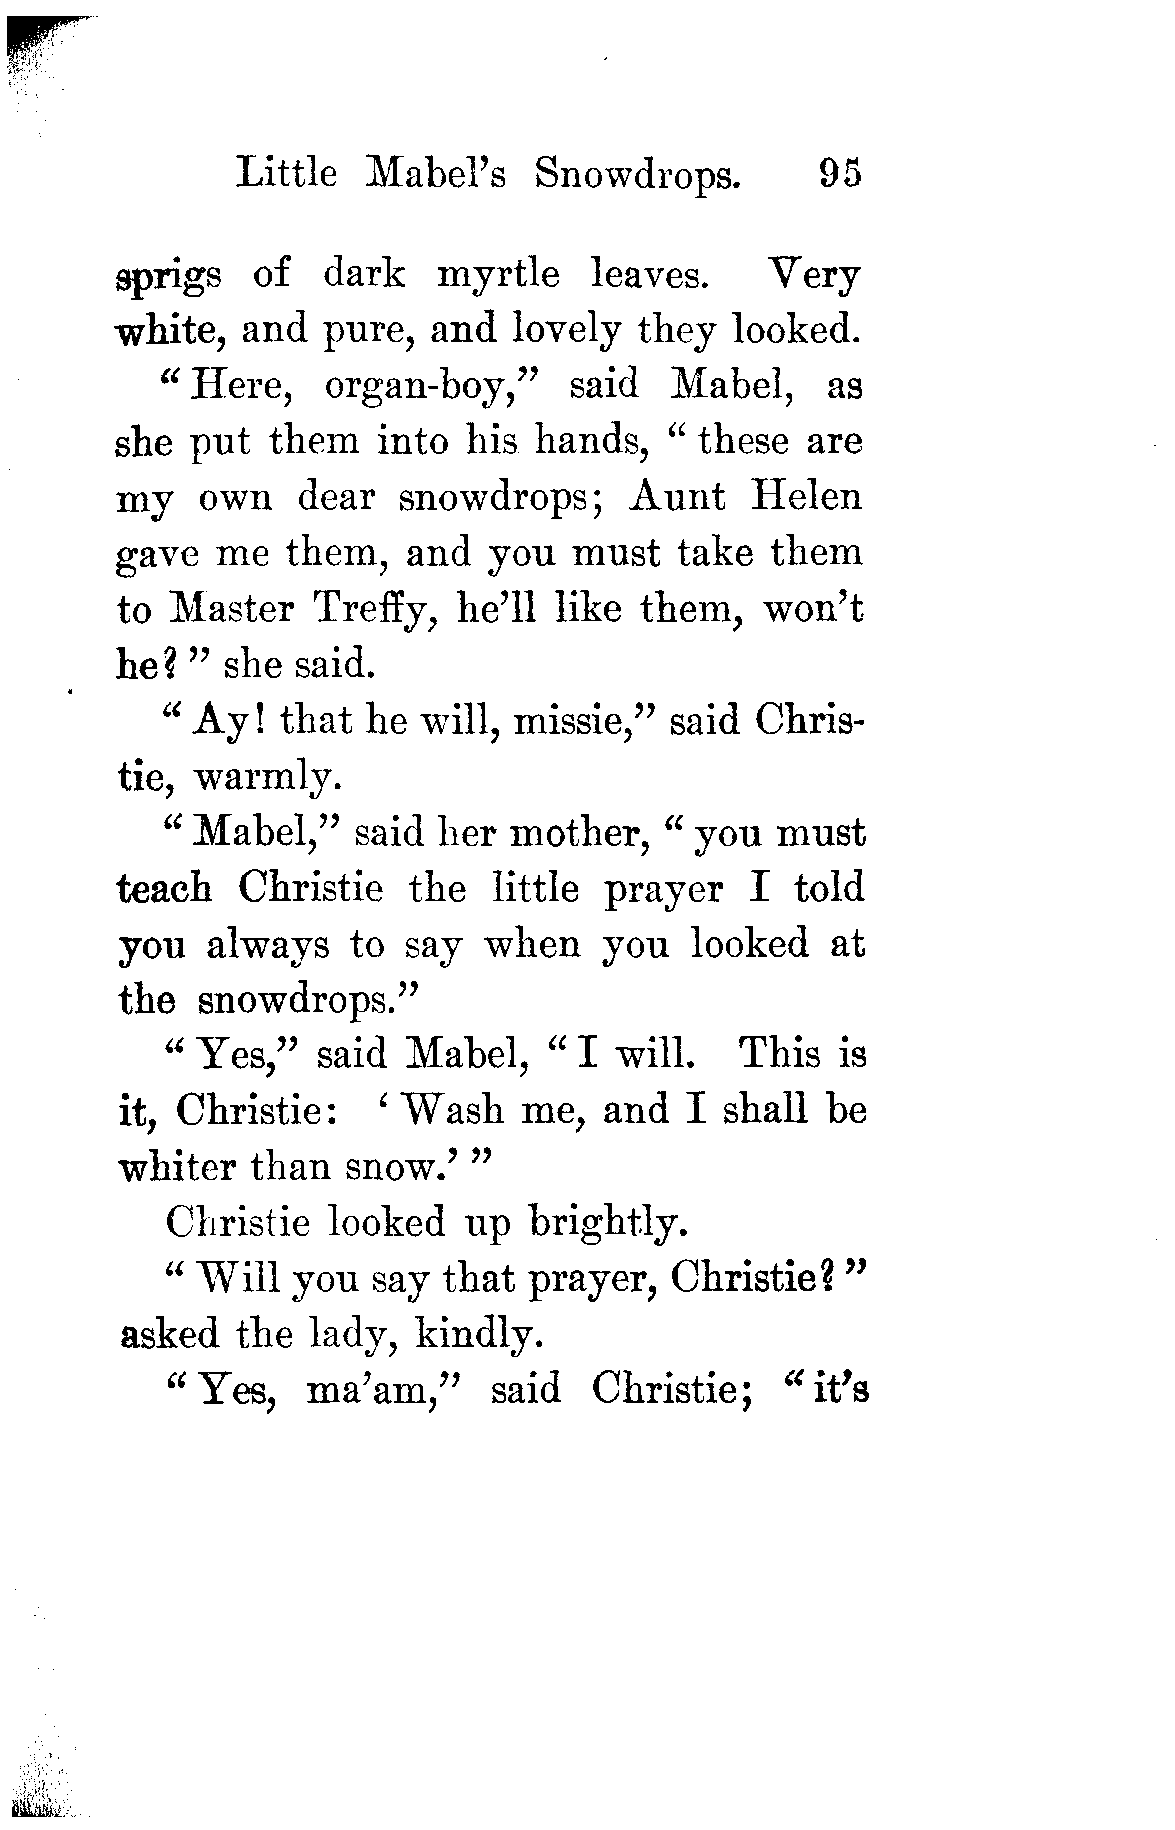 Little Mabel's Snowdrops. 95
sprigs of dark myrtle leaves. Very
white, and pure, and lovely they looked.
"Here, organ-boy," said Mabel, as
she put them into his hands, "these are
my own dear snowdrops; Aunt Helen
gave me them, and you must take them
to Master Treffy, he'll like them, won't
he?" she said.
"Ay! that he will, missie," said Chris-
tie, warmly.
"Mabel," said her mother, "you must
teach Christie the little prayer I told
you always to say when you looked at
the snowdrops."
"Yes," said Mabel, "I will. This is
it, Christie: 'Wash me, and I shall be
whiter than snow.'"
Christie looked up brightly.
"Will you say that prayer, Christie?"
asked the lady, kindly.
"Yes, ma'am," said Christie; "it's